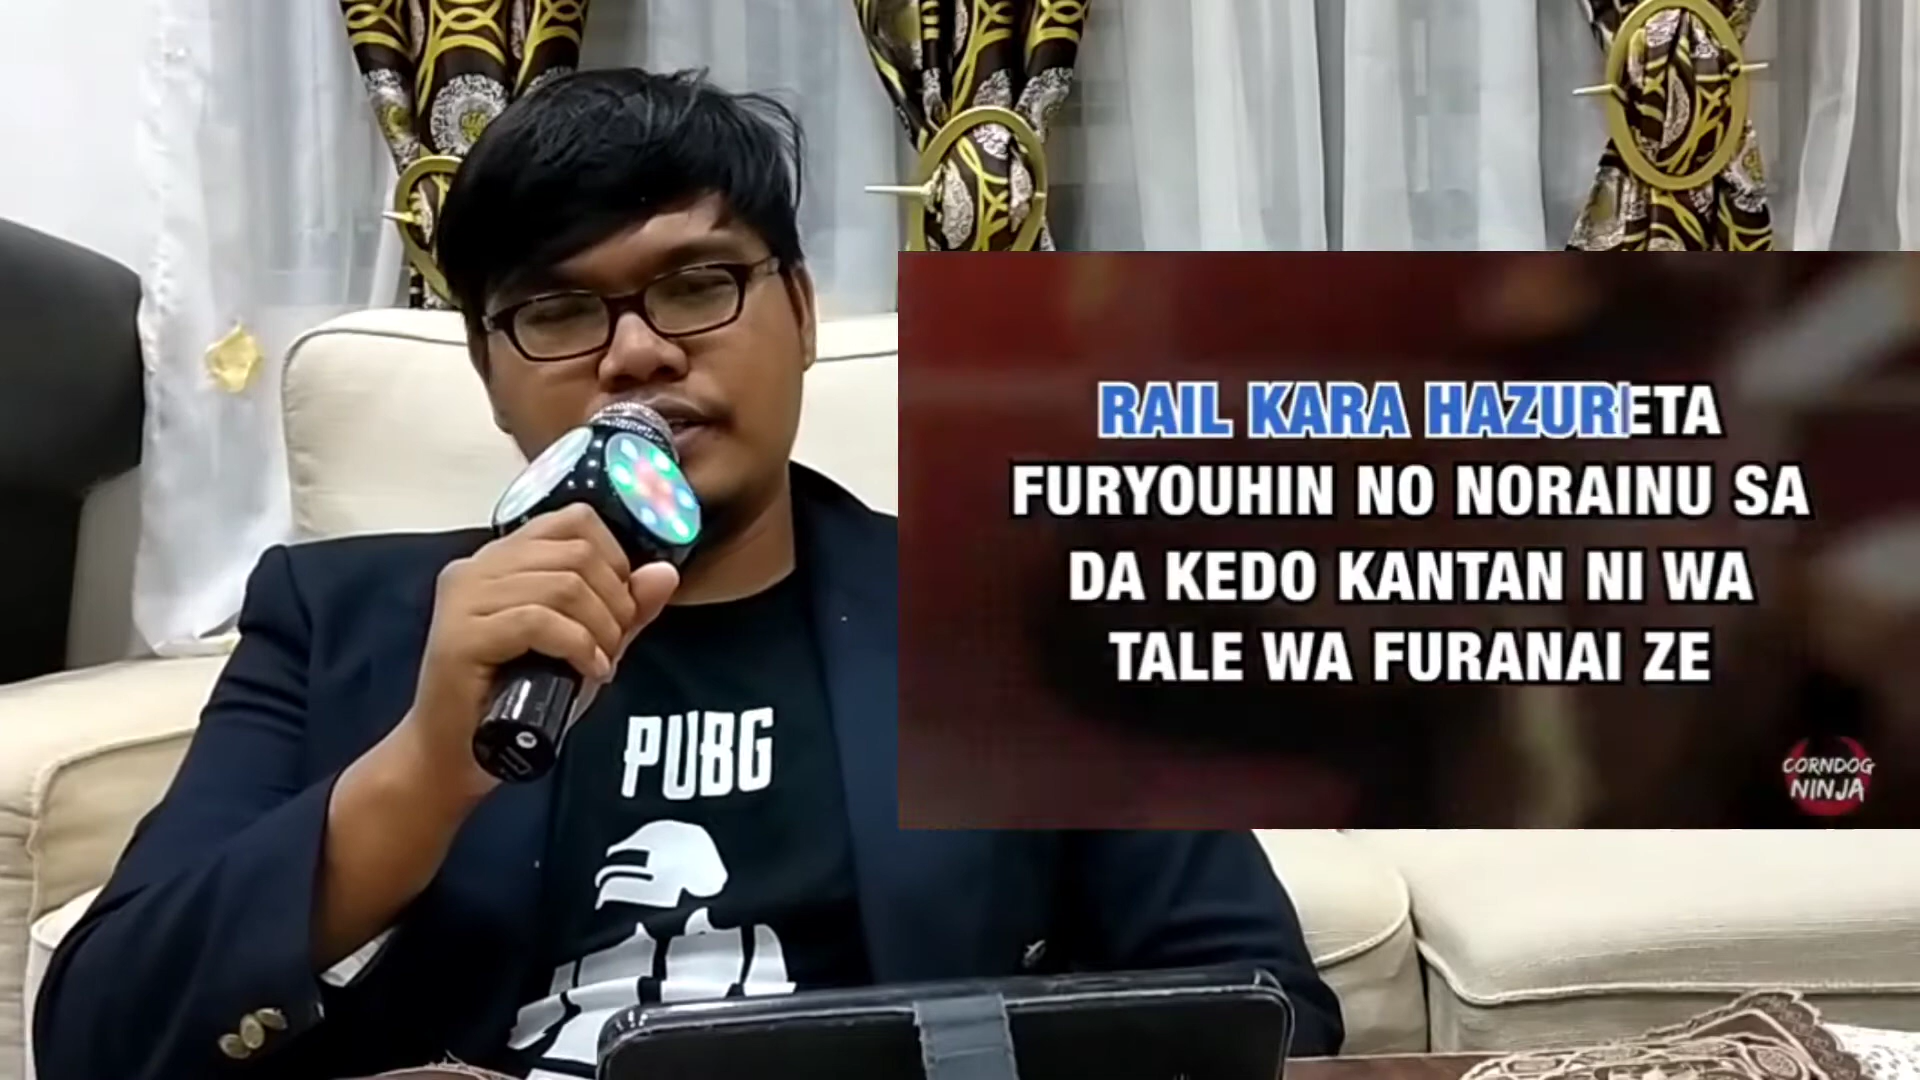 RAIL KARA HAZURETA
FURYOUHIN NO NORAINU SA
DA KEDO KANTAN NI WA
TALE WA FURANAI ZE
CORNDOG
NINJA
PUBG